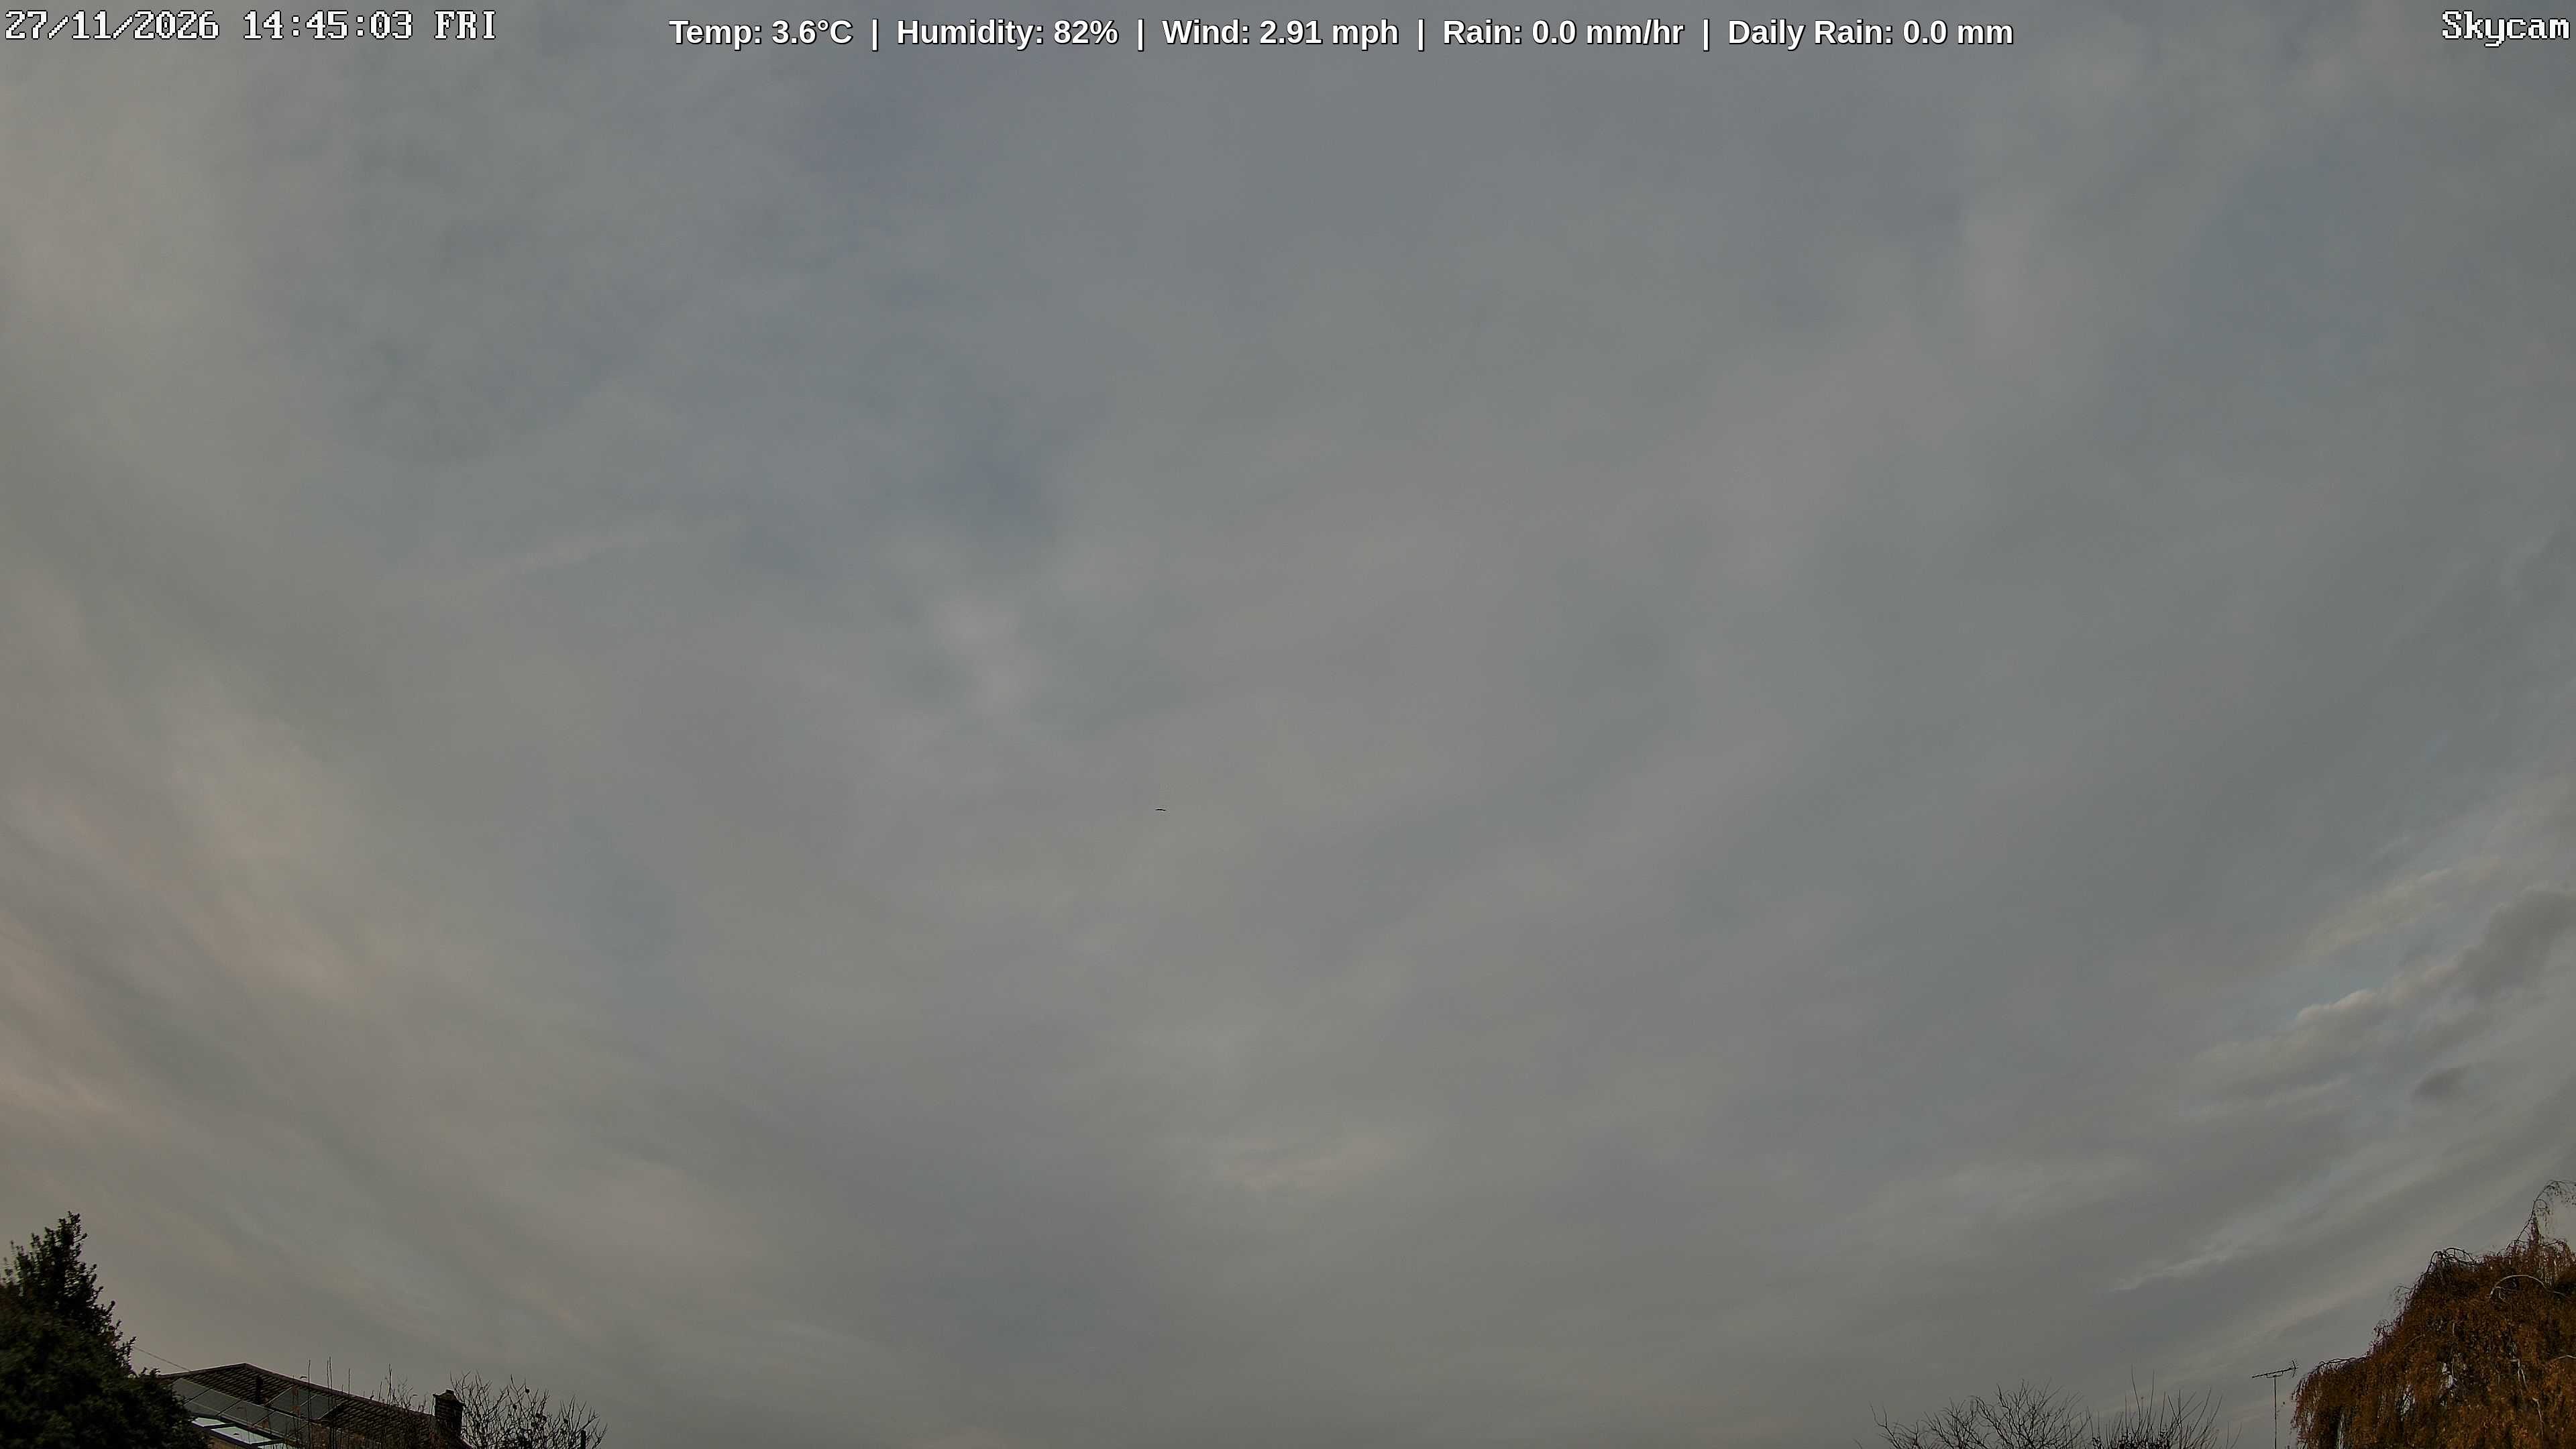 27/11/2026 14:45:03 FRI
Temp: 3.6°C | Humidity: 82% | Wind: 2.91 mph | Rain: 0.0 mm/hr | Daily Rain: 0.0 mm
Skycam